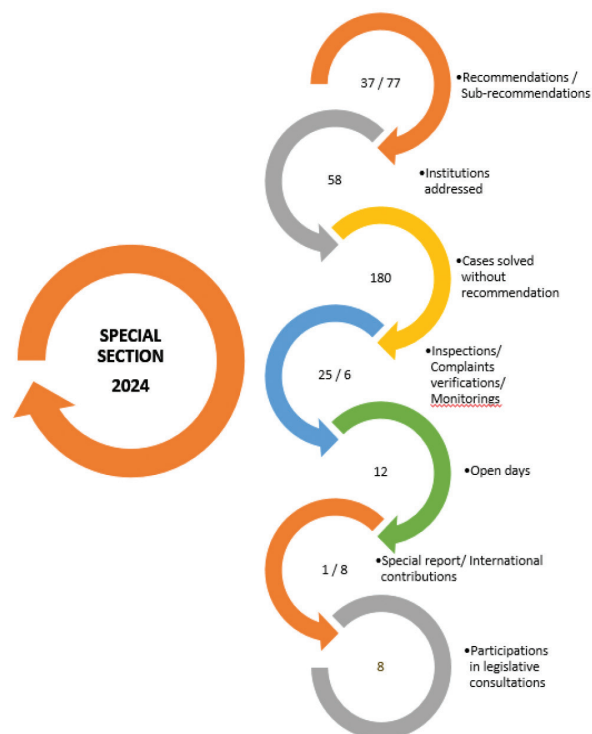 37 / 77
•Recommendations /
Sub-recommendations
58
•Institutions
addressed
180
•Cases solved
without
recommendation
SPECIAL
SECTION
2024
25 / 6
•Inspections/
Complaints
verifications/
Monitorings
12
•Open days
1 / 8
•Special report/ International
contributions
8
•Participations
in legislative
consultations